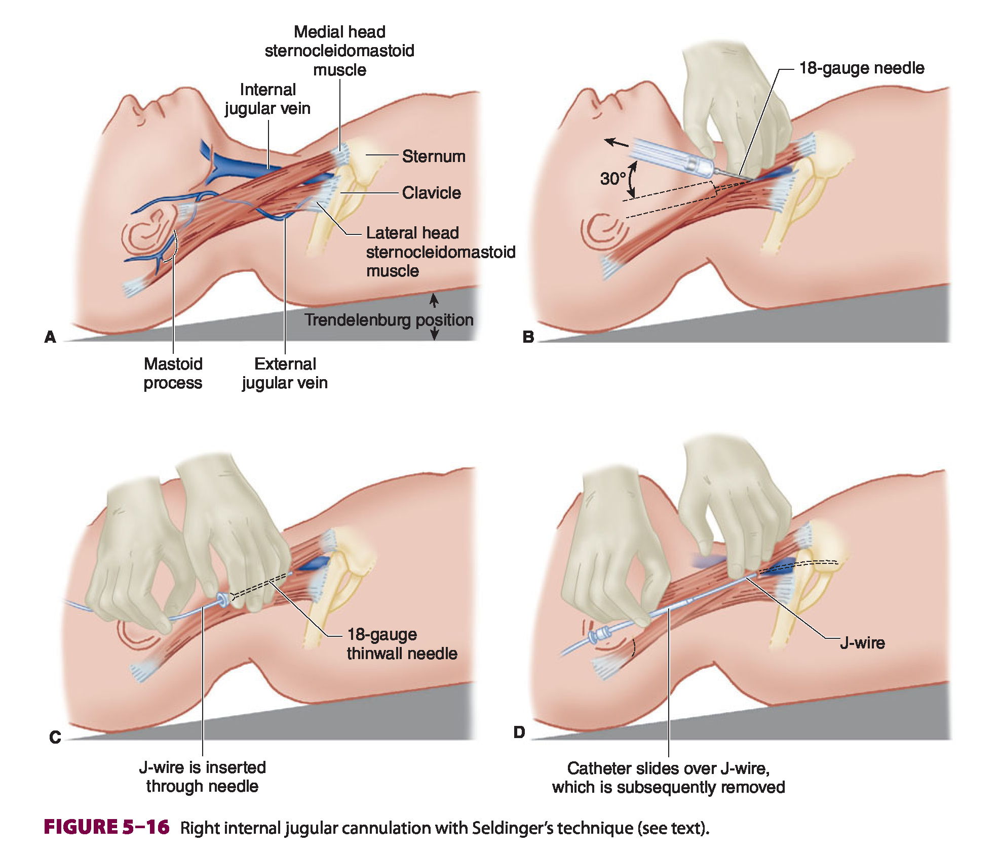 Medial head
sternocleidomastoid
muscle
Internal
jugular vein
Sternum
Clavicle
Lateral head
sternocleidomastoid
muscle
Trendelenburg position
A
Mastoid
process
External
jugular vein
18-gauge needle
30°
B
18-gauge
thinwall needle
C
J-wire is inserted
through needle
J-wire
D
Catheter slides over J-wire,
which is subsequently removed
FIGURE 5–16 Right internal jugular cannulation with Seldinger’s technique (see text).